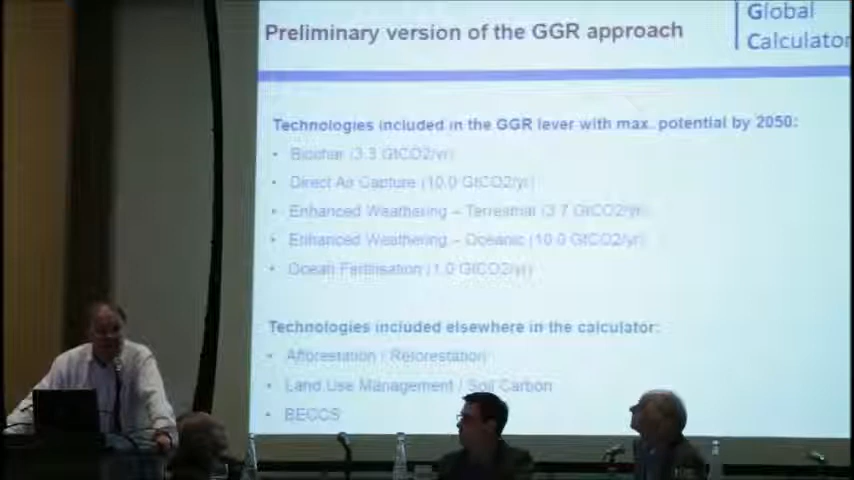 Preliminary version of the GGR approach
Global
Calculator
Technologies included in the GGR lever with max. potential by 2050:
• Biochar (3.3 GtCO2/yr)
• Direct Air Capture (10.0 GtCO2/yr)
• Enhanced Weathering – Terrestrial (3.7 GtCO2/yr)
• Enhanced Weathering – Oceanic (10.0 GtCO2/yr)
• Ocean Fertilisation (1.0 GtCO2/yr)
Technologies included elsewhere in the calculator:
• Afforestation / Reforestation
• Land Use Management / Soil Carbon
• BECCS